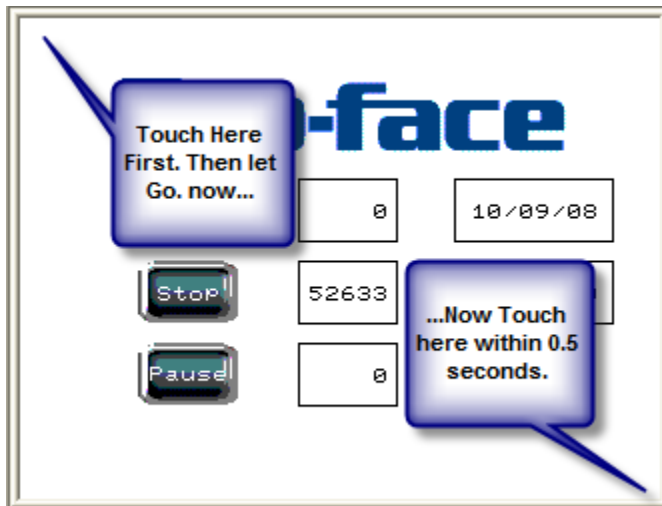 -face
Touch Here
First. Then let
Go. now...
0
10/09/08
Stop
52633
...Now Touch
here within 0.5
seconds.
Pause
0